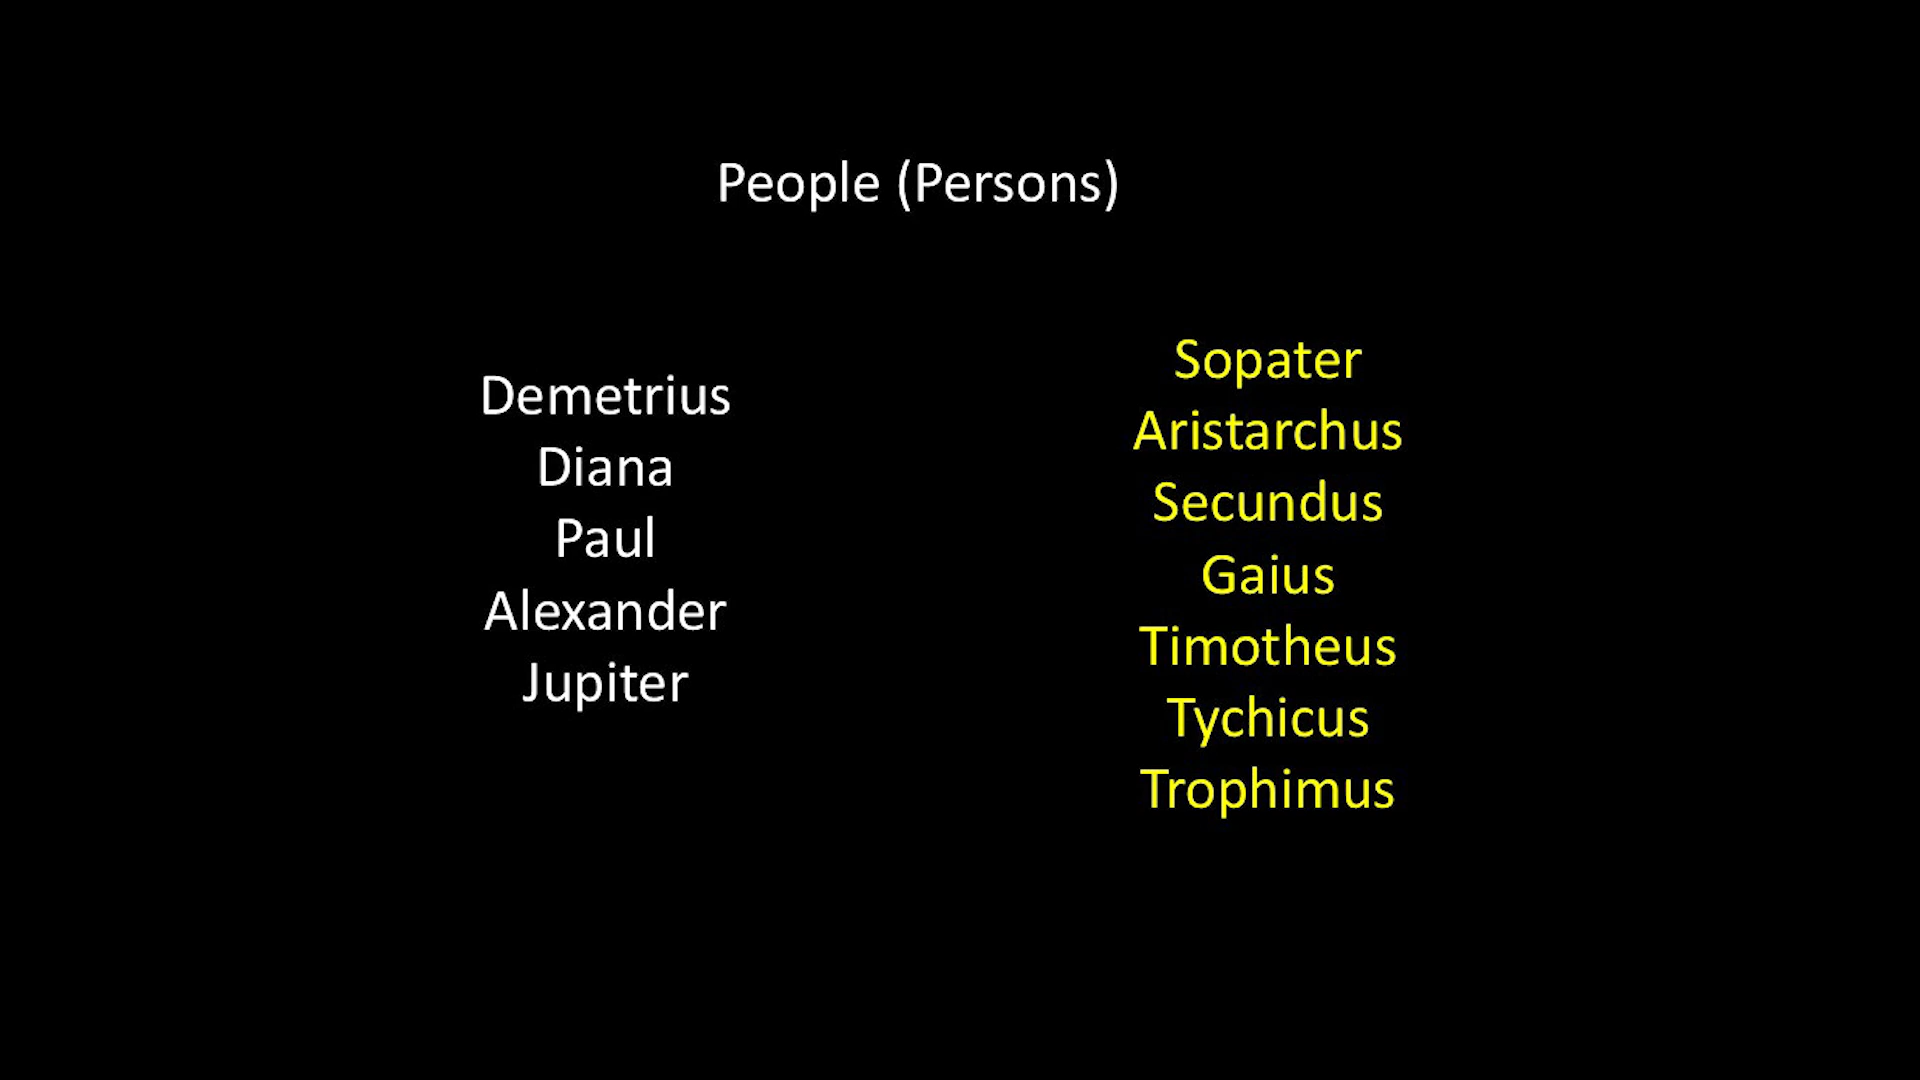 People (Persons)
Demetrius
Diana
Paul
Alexander
Jupiter
Sopater
Aristarchus
Secundus
Gaius
Timotheus
Tychicus
Trophimus